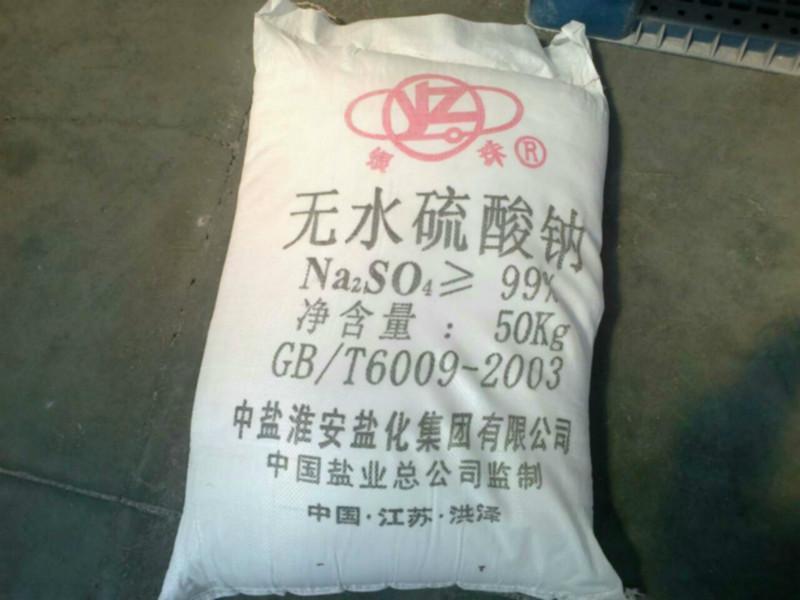 YZ
®
无水硫酸钠
Na₂SO₄≥ 99%
净含量：50Kg
GB/T6009-2003
中盐淮安盐化集团有限公司
中国盐业总公司监制
中国·江苏·洪泽